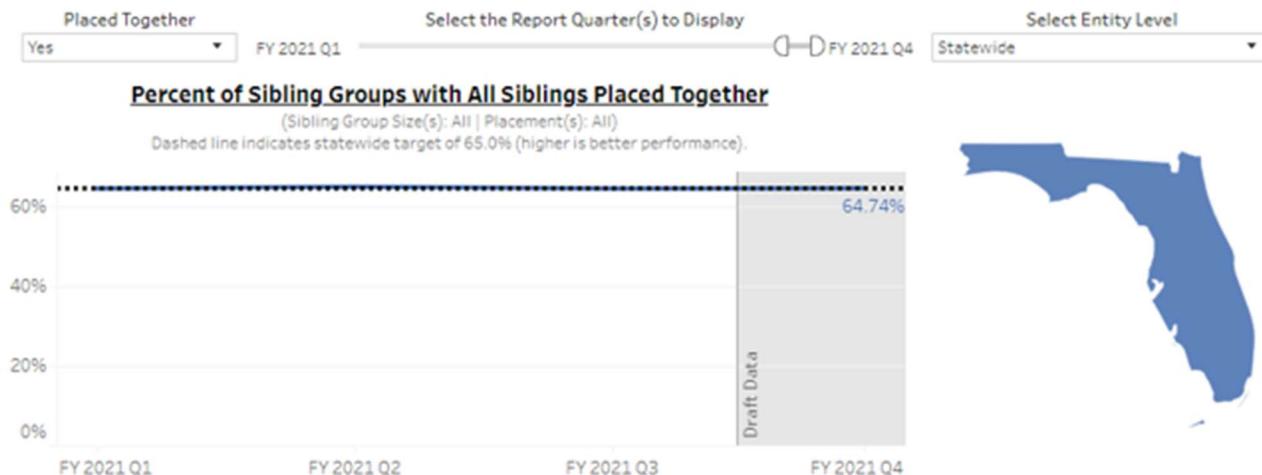 Placed Together
Select the Report Quarter(s) to Display
Select Entity Level
Yes
FY 2021 Q1
FY 2021 Q4
Statewide
Percent of Sibling Groups with All Siblings Placed Together
(Sibling Group Size(s): All | Placement(s): All)
Dashed line indicates statewide target of 65.0% (higher is better performance).
60%
64.74%
40%
20%
0%
Draft Data
FY 2021 Q1
FY 2021 Q2
FY 2021 Q3
FY 2021 Q4